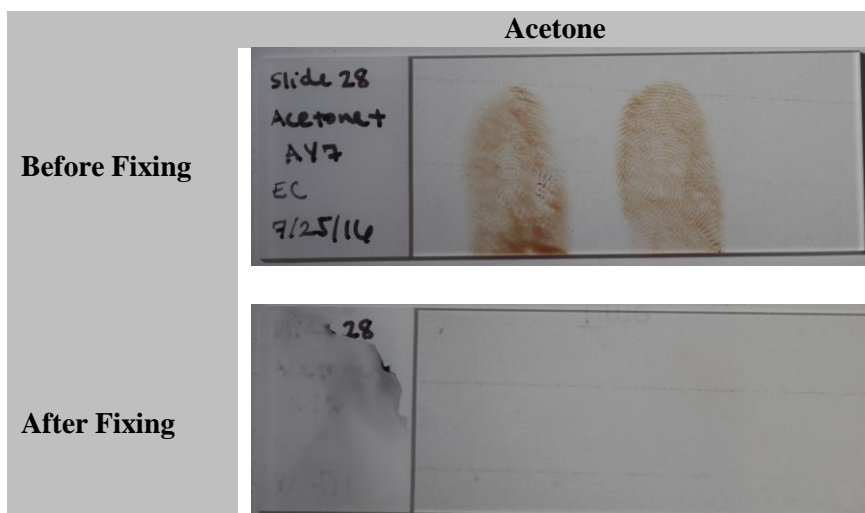 Acetone
Before Fixing
Slide 28
Acetone +
AY7
EC
7/25/16
After Fixing
28